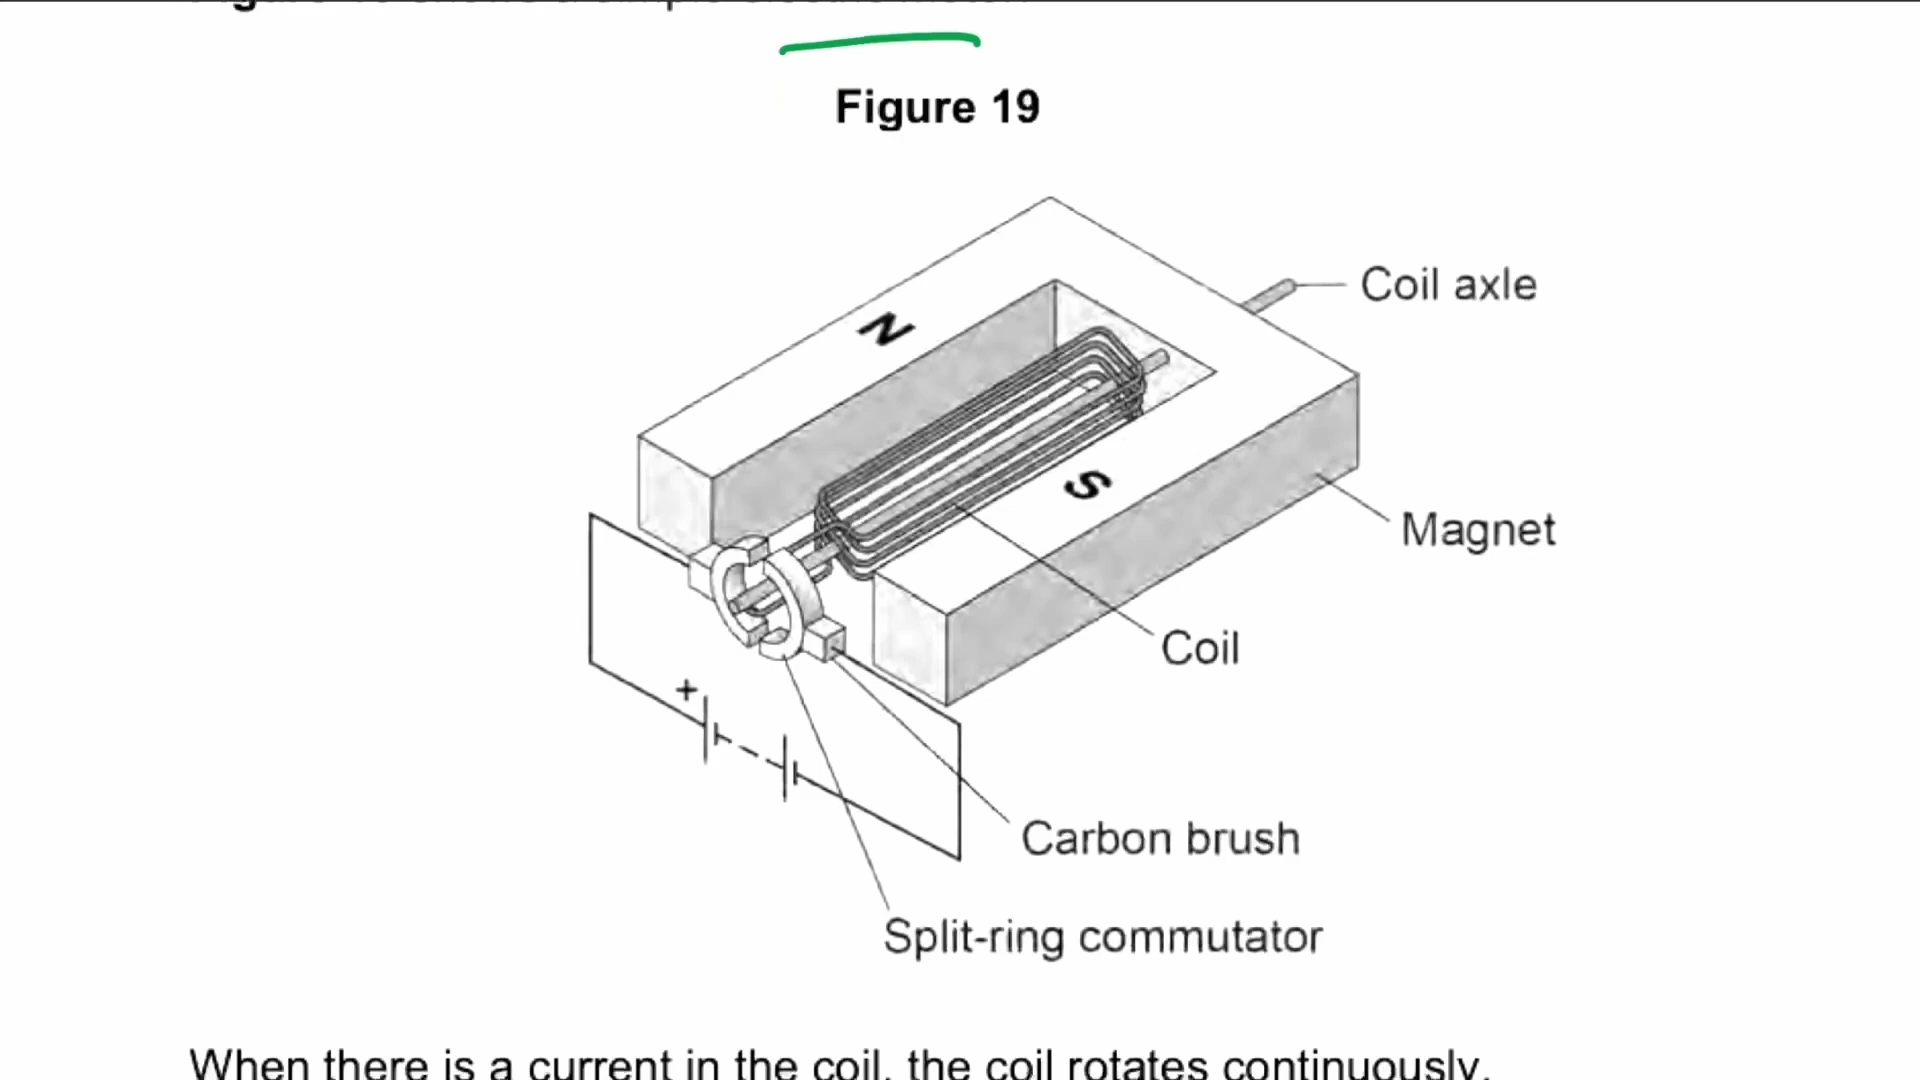 Figure 19
N
Coil axle
S
Magnet
Coil
+
Carbon brush
Split-ring commutator
When there is a current in the coil, the coil rotates continuously.